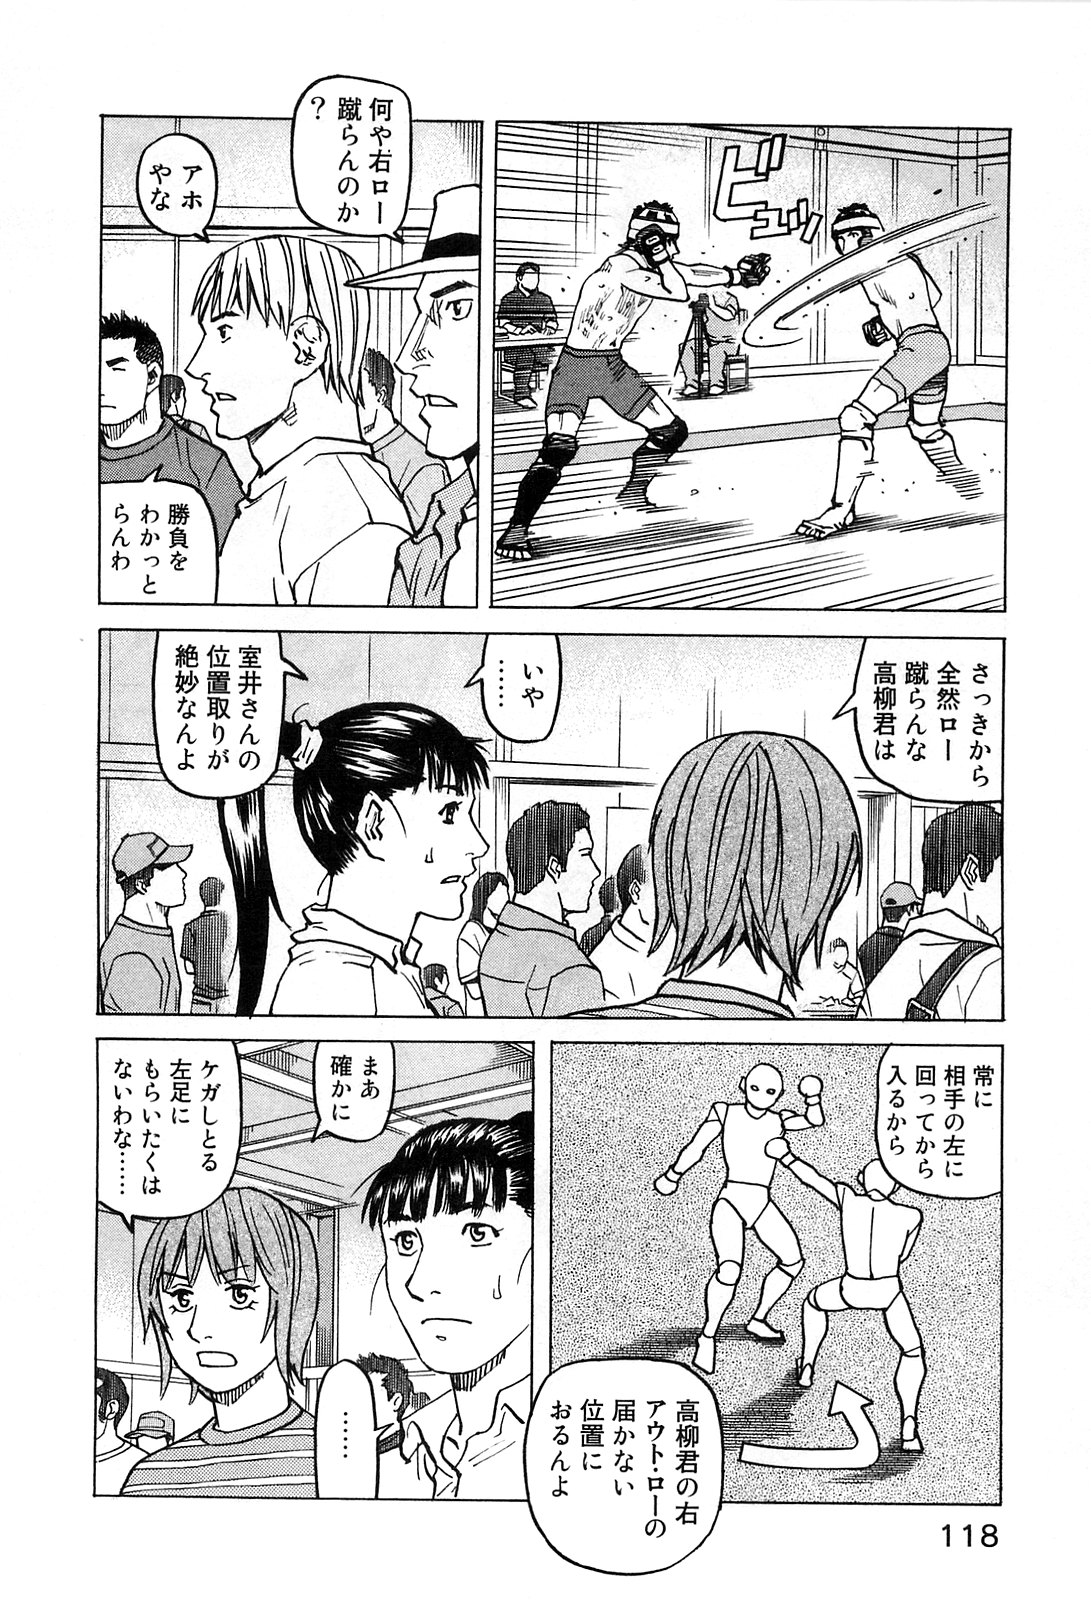 ビュッ
何や右ロー
蹴らんのか
？
アホ
やな
勝負を
わかっと
らんわ
さっきから
全然ロー
蹴らんな
高柳君は
いや
……
室井さんの
位置取りが
絶妙なんよ
常に
相手の左に
回ってから
入るから
高柳君の右
アウト・ローの
届かない
位置に
おるんよ
まあ
確かに
ケガしとる
左足に
もらいたくは
ないわな……
……
118